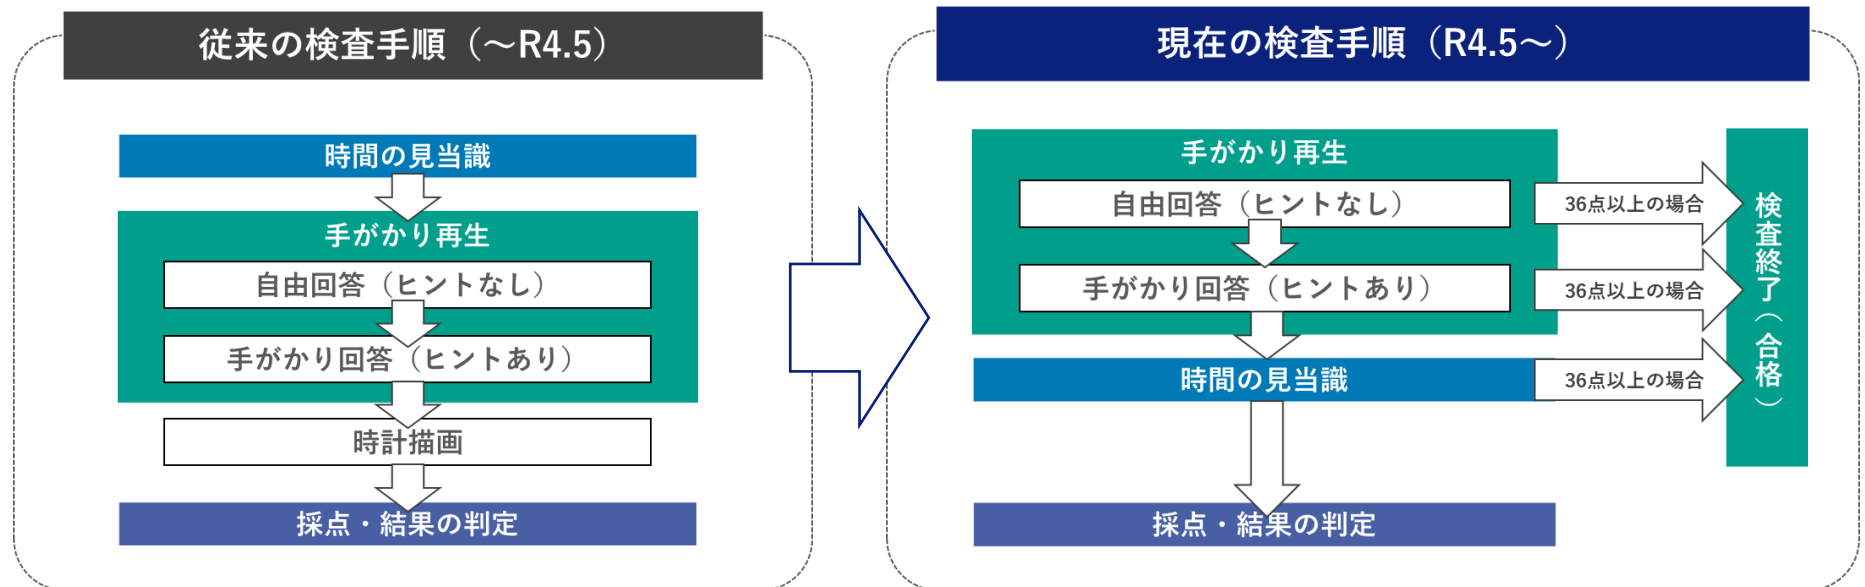 従来の検査手順（～R4.5）
時間の見当識
手がかり再生
自由回答（ヒントなし）
手がかり回答（ヒントあり）
時計描画
採点・結果の判定
現在の検査手順（R4.5～）
手がかり再生
自由回答（ヒントなし）
36点以上の場合
手がかり回答（ヒントあり）
36点以上の場合
時間の見当識
36点以上の場合
検査終了（合格）
採点・結果の判定